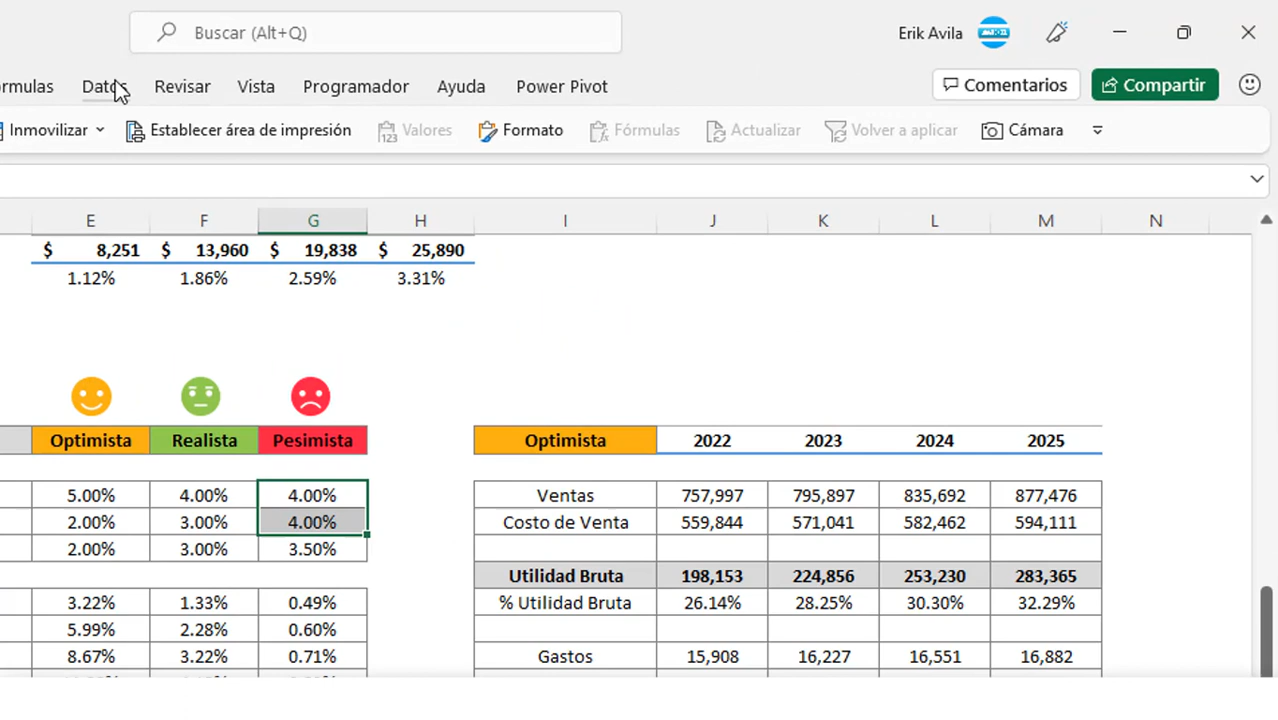 Buscar (Alt+Q)
Erik Avila
rmulas Datos Revisar Vista Programador Ayuda Power Pivot Comentarios Compartir
Inmovilizar Establecer área de impresión Valores Formato Fórmulas Actualizar Volver a aplicar Cámara
E F G H I J K L M N
$ 8,251 $ 13,960 $ 19,838 $ 25,890
1.12% 1.86% 2.59% 3.31%
Optimista Realista Pesimista Optimista 2022 2023 2024 2025
5.00% 4.00% 4.00% Ventas 757,997 795,897 835,692 877,476
2.00% 3.00% 4.00% Costo de Venta 559,844 571,041 582,462 594,111
2.00% 3.00% 3.50%
Utilidad Bruta 198,153 224,856 253,230 283,365
3.22% 1.33% 0.49% % Utilidad Bruta 26.14% 28.25% 30.30% 32.29%
5.99% 2.28% 0.60%
8.67% 3.22% 0.71% Gastos 15,908 16,227 16,551 16,882